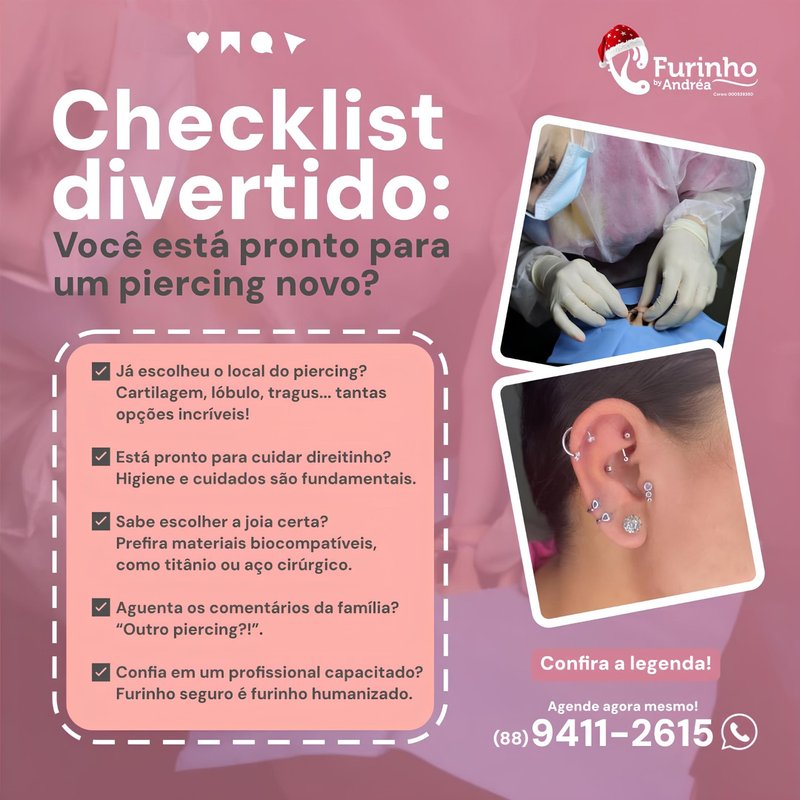 Furinho
by Andréa
Checklist
divertido:
Você está pronto para
um piercing novo?
Já escolheu o local do piercing?
Cartilagem, lóbulo, tragus... tantas
opções incríveis!
Está pronto para cuidar direitinho?
Higiene e cuidados são fundamentais.
Sabe escolher a joia certa?
Prefira materiais biocompatíveis,
como titânio ou aço cirúrgico.
Aguenta os comentários da família?
“Outro piercing?!”.
Confia em um profissional capacitado?
Furinho seguro é furinho humanizado.
Confira a legenda!
Agende agora mesmo!
(88) 9411-2615